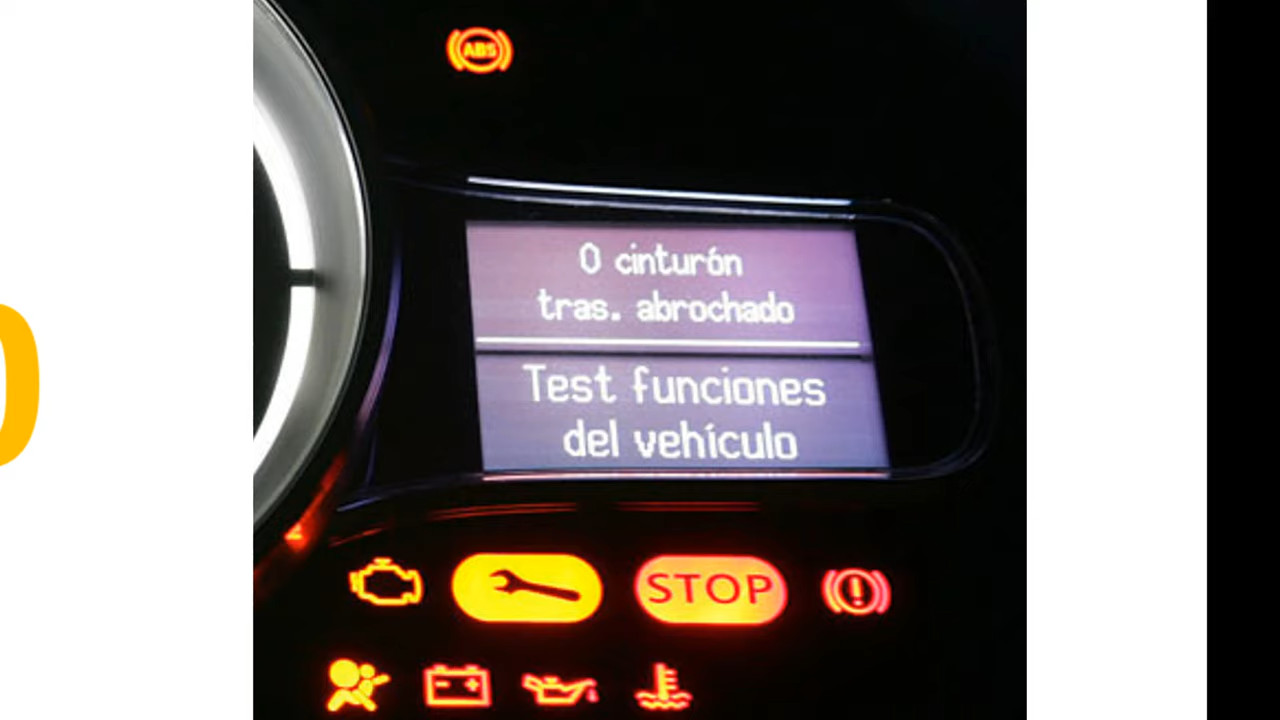 ABS
0 cinturón
tras. abrochado
Test funciones
del vehículo
STOP